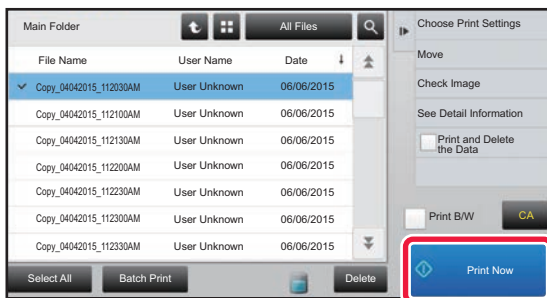 Main Folder
All Files
File Name User Name Date
Copy_04042015_112030AM User Unknown 06/06/2015
Copy_04042015_112100AM User Unknown 06/06/2015
Copy_04042015_112130AM User Unknown 06/06/2015
Copy_04042015_112200AM User Unknown 06/06/2015
Copy_04042015_112230AM User Unknown 06/06/2015
Copy_04042015_112300AM User Unknown 06/06/2015
Copy_04042015_112330AM User Unknown 06/06/2015
Select All Batch Print Delete
Choose Print Settings
Move
Check Image
See Detail Information
Print and Delete
the Data
Print B/W CA
Print Now